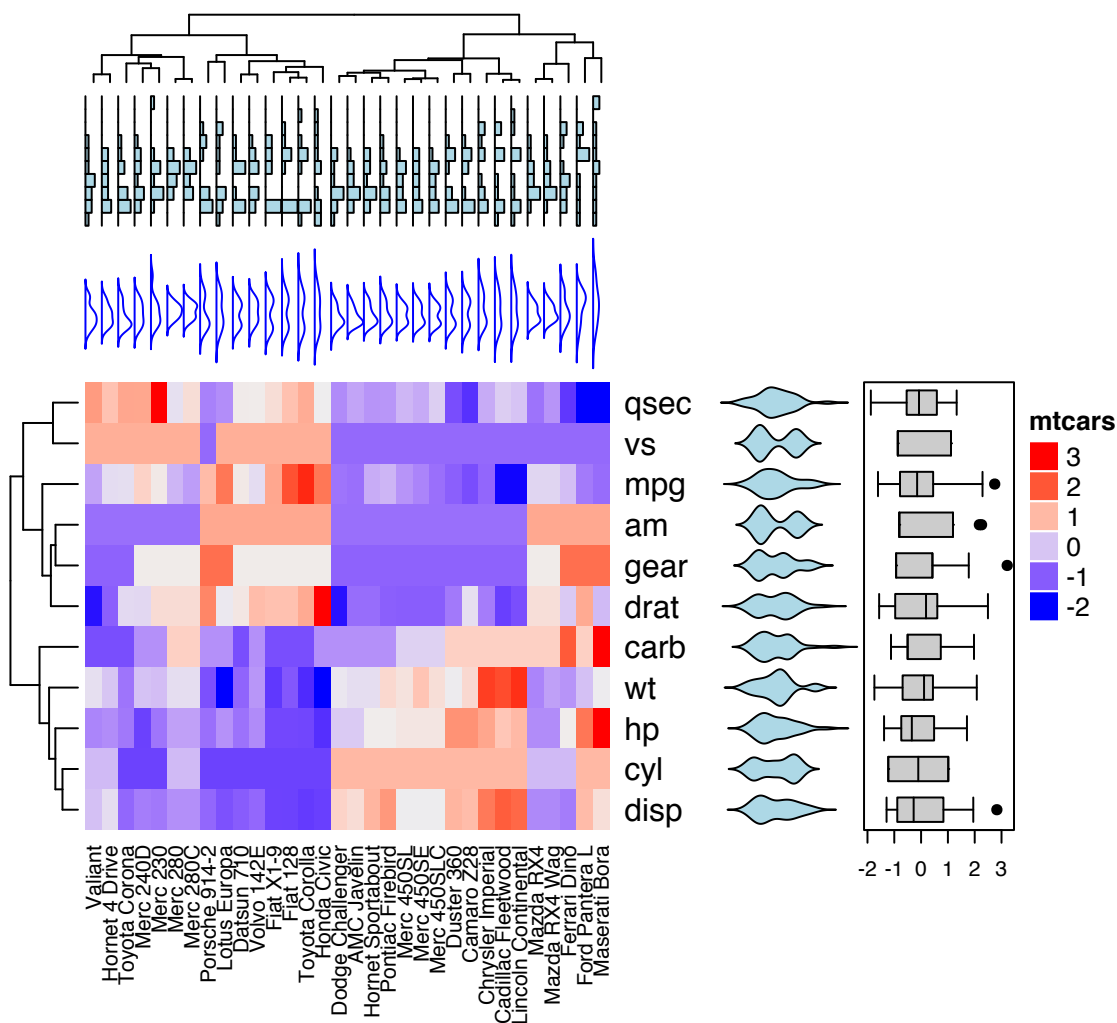 qsec
vs
mpg
am
gear
drat
carb
wt
hp
cyl
disp
mtcars
3
2
1
0
-1
-2
-2 -1 0 1 2 3
Valiant
Hornet 4 Drive
Toyota Corona
Merc 240D
Merc 230
Merc 280
Merc 280C
Porsche 914-2
Lotus Europa
Datsun 710
Volvo 142E
Fiat X1-9
Fiat 128
Toyota Corolla
Honda Civic
Dodge Challenger
AMC Javelin
Hornet Sportabout
Pontiac Firebird
Merc 450SL
Merc 450SE
Merc 450SLC
Duster 360
Camaro Z28
Chrysler Imperial
Cadillac Fleetwood
Lincoln Continental
Mazda RX4
Mazda RX4 Wag
Ferrari Dino
Ford Pantera L
Maserati Bora